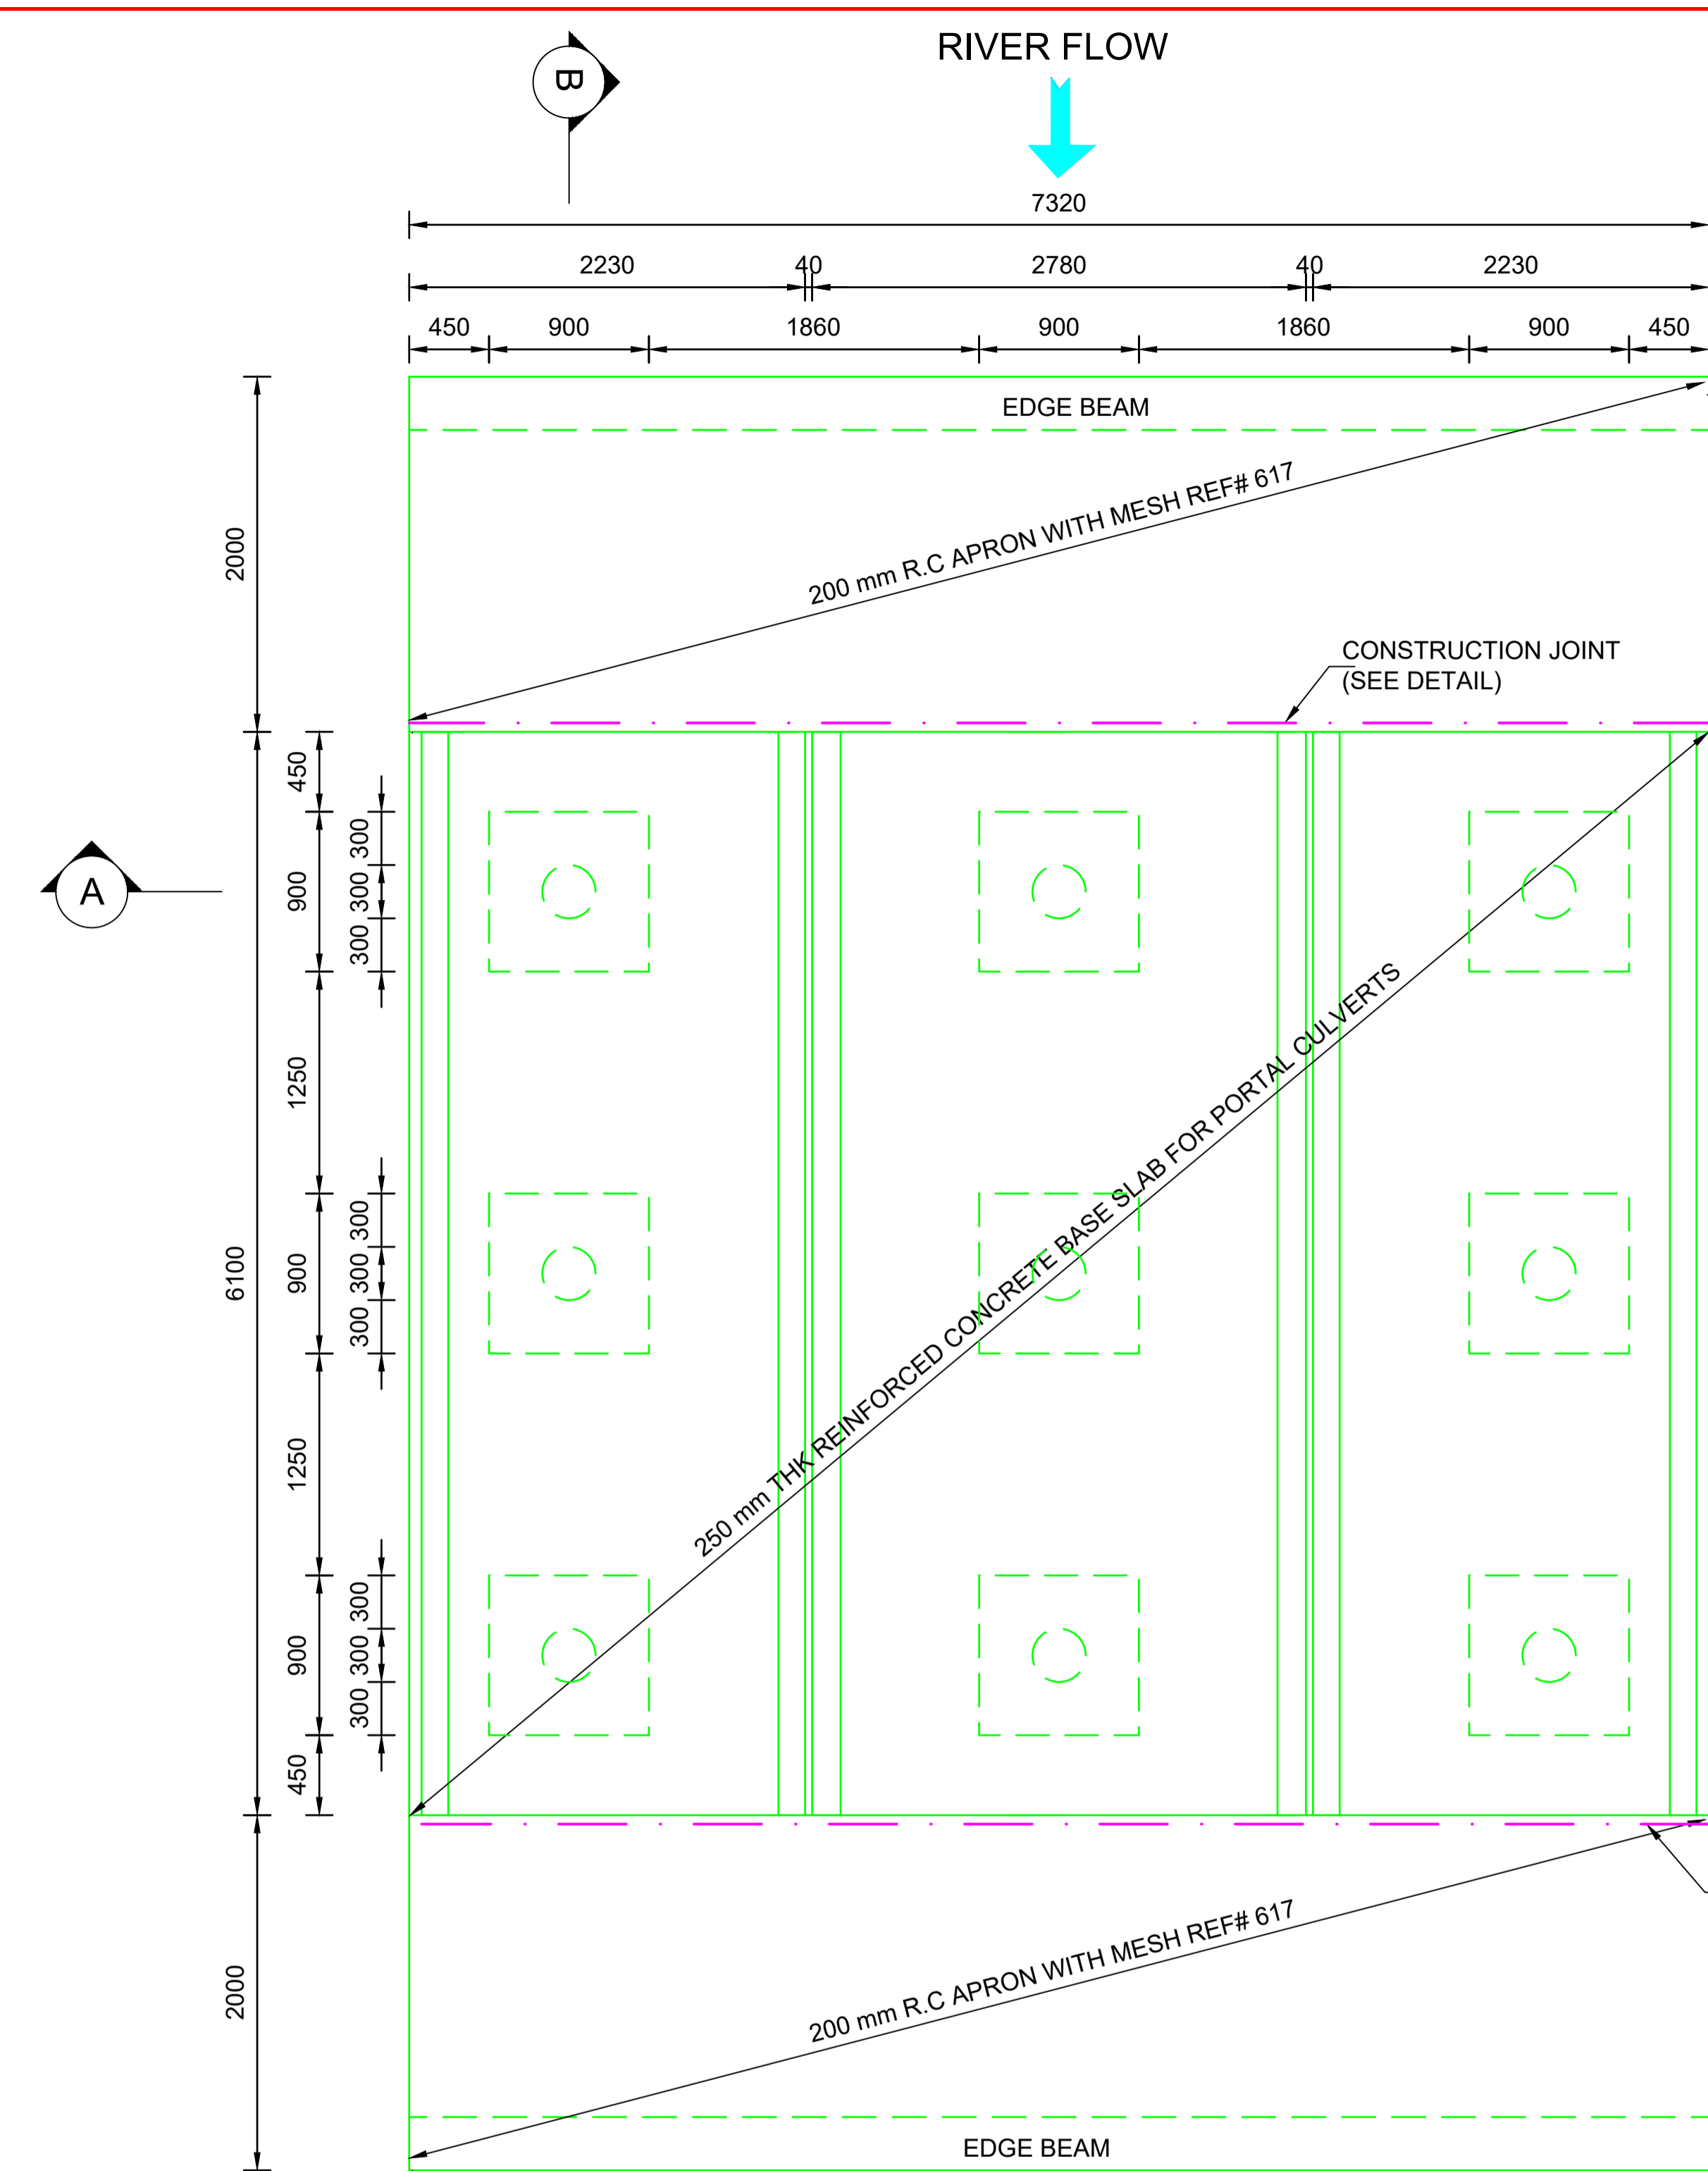 RIVER FLOW
B
7320
2230 40 2780 40 2230
450 900 1860 900 1860 900 450
EDGE BEAM
200 mm R.C APRON WITH MESH REF# 617
2000
CONSTRUCTION JOINT
(SEE DETAIL)
450
300
A
900
300
300
1250
250 mm THK REINFORCED CONCRETE BASE SLAB FOR PORTAL CULVERTS
300
6100
900
300
300
1250
300
900
300
300
450
200 mm R.C APRON WITH MESH REF# 617
2000
EDGE BEAM